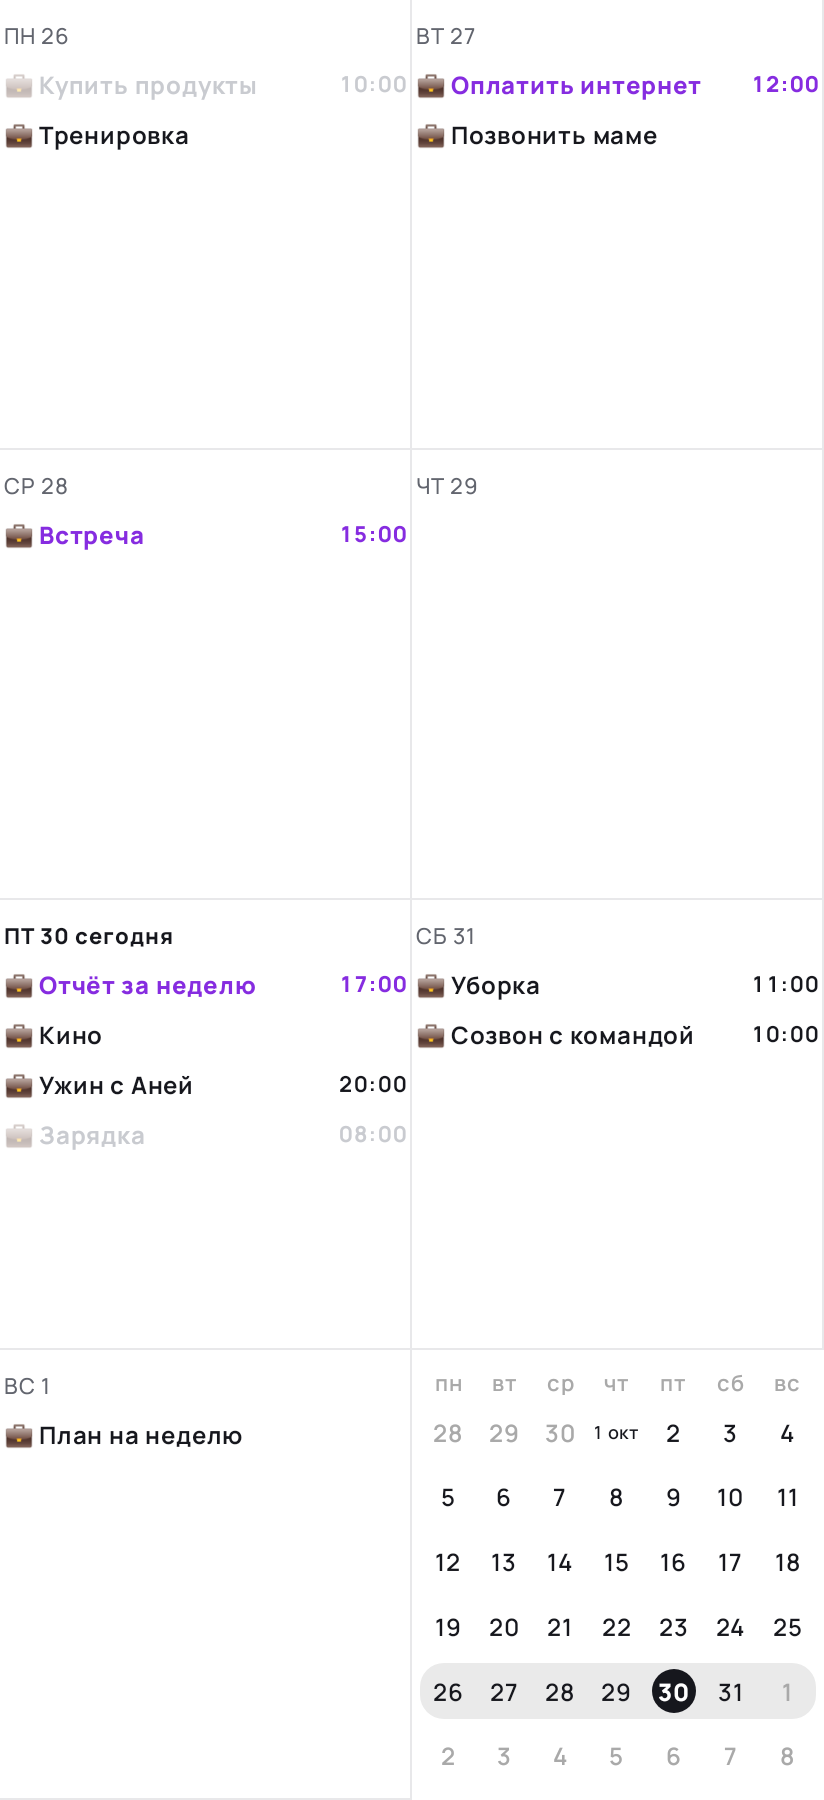 ПН 26
Купить продукты 10:00
Тренировка
ВТ 27
Оплатить интернет 12:00
Позвонить маме
СР 28
Встреча 15:00
ЧТ 29
ПТ 30 сегодня
Отчёт за неделю 17:00
Кино
Ужин с Аней 20:00
Зарядка 08:00
СБ 31
Уборка 11:00
Созвон с командой 10:00
ВС 1
План на неделю
пн вт ср чт пт сб вс
28 29 30 1 окт 2 3 4
5 6 7 8 9 10 11
12 13 14 15 16 17 18
19 20 21 22 23 24 25
26 27 28 29 30 31 1
2 3 4 5 6 7 8